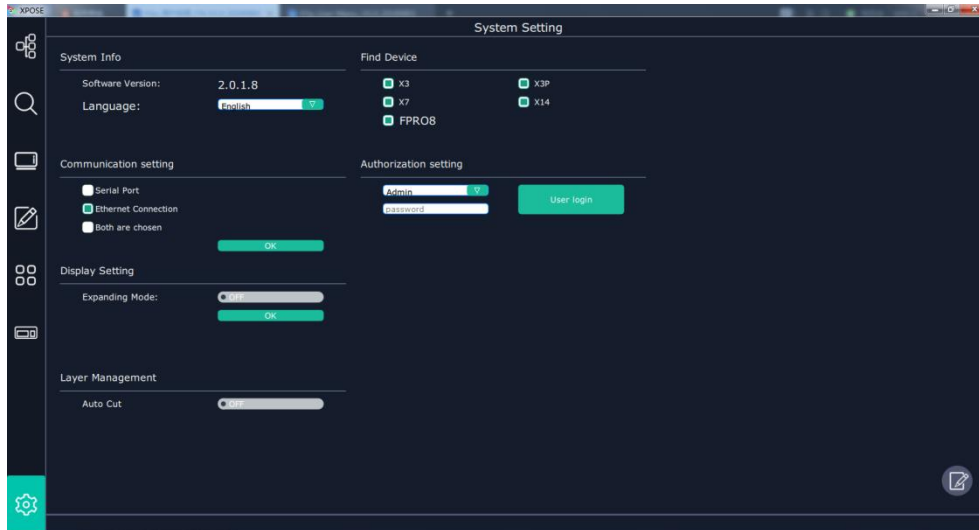 XPOSE
System Setting
System Info
Software Version: 2.0.1.8
Language: English
Communication setting
Serial Port
Ethernet Connection
Both are chosen
OK
Display Setting
Expanding Mode: OFF
OK
Layer Management
Auto Cut OFF
Find Device
X3 X3P
X7 X14
FPRO8
Authorization setting
Admin
password
User login